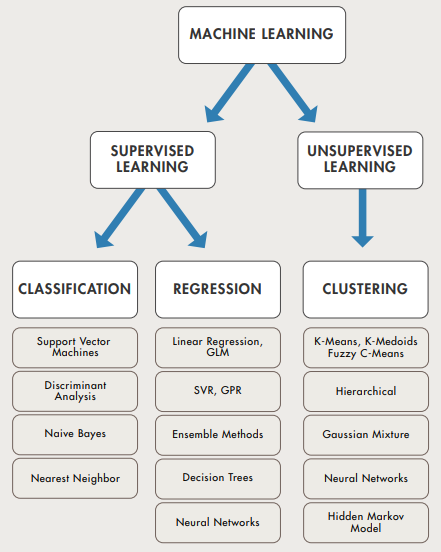 MACHINE LEARNING
SUPERVISED
LEARNING
UNSUPERVISED
LEARNING
CLASSIFICATION
Support Vector
Machines
Discriminant
Analysis
Naive Bayes
Nearest Neighbor
REGRESSION
Linear Regression,
GLM
SVR, GPR
Ensemble Methods
Decision Trees
Neural Networks
CLUSTERING
K-Means, K-Medoids
Fuzzy C-Means
Hierarchical
Gaussian Mixture
Neural Networks
Hidden Markov
Model